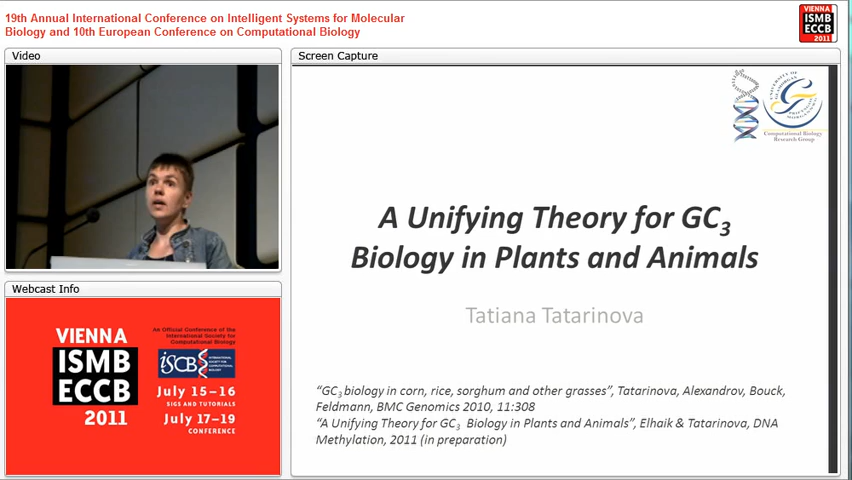 19th Annual International Conference on Intelligent Systems for Molecular
Biology and 10th European Conference on Computational Biology
VIENNA
ISMB
ECCB
2011
Video
Screen Capture
UNIVERSITY OF GLAMORGAN
Computational Biology
Research Group
A Unifying Theory for GC3
Biology in Plants and Animals
Tatiana Tatarinova
“GC3 biology in corn, rice, sorghum and other grasses”, Tatarinova, Alexandrov, Bouck,
Feldmann, BMC Genomics 2010, 11:308
“A Unifying Theory for GC3 Biology in Plants and Animals”, Elhaik & Tatarinova, DNA
Methylation, 2011 (in preparation)
Webcast Info
VIENNA
ISMB
ECCB
2011
An Official Conference of the
International Society for
Computational Biology
ISCB
INTERNATIONAL
SOCIETY FOR
COMPUTATIONAL
BIOLOGY
July 15-16
SIGS AND TUTORIALS
July 17-19
CONFERENCE